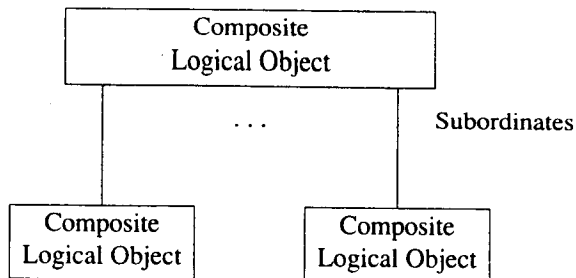 Composite
Logical Object
. . .
Subordinates
Composite
Logical Object
Composite
Logical Object